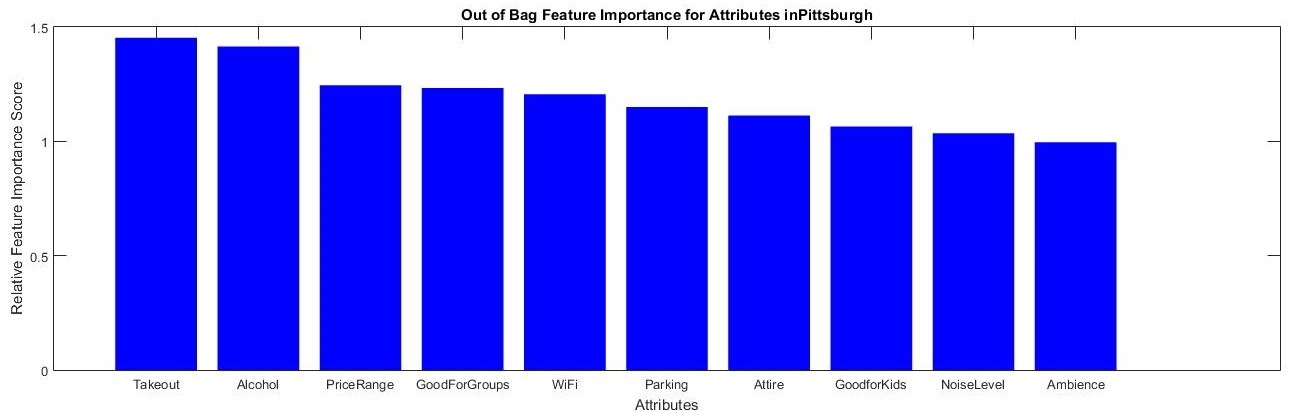 Out of Bag Feature Importance for Attributes inPittsburgh
Relative Feature Importance Score
1.5
1
0.5
0
Takeout Alcohol PriceRange GoodForGroups WiFi Parking Attire GoodforKids NoiseLevel Ambience
Attributes